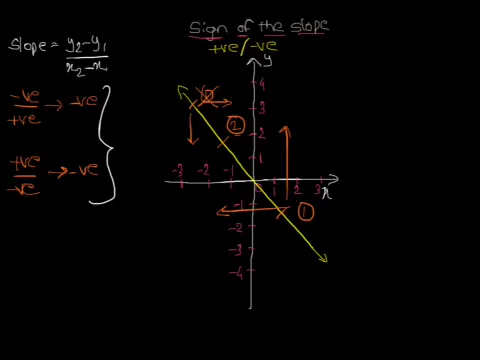 Sign of the slope
+ve/-ve
Slope = y2-y1
x2-x1
-ve → -ve
+ve
+ve → -ve
-ve
y
4
3
2
1
-3 -2 -1 0 1 2 3 x
-1
-2
-3
-4
2
1